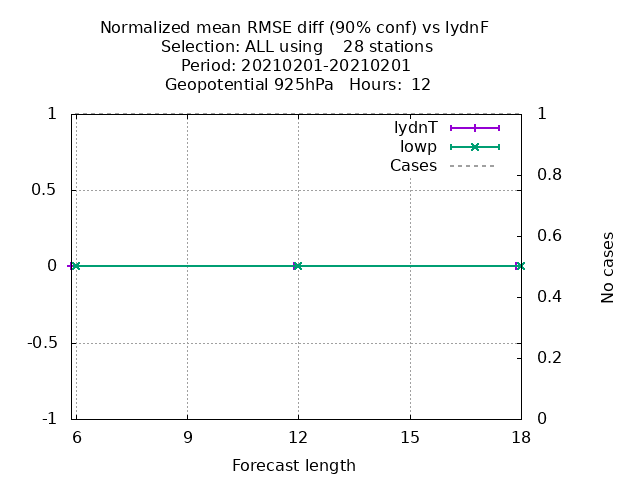 Normalized mean RMSE diff (90% conf) vs lydnF
Selection: ALL using    28 stations
Period: 20210201-20210201
Geopotential 925hPa   Hours:  12
1
0.5
0
-0.5
-1
1
0.8
0.6
0.4
0.2
0
lydnT
lowp
Cases
No cases
6 9 12 15 18
Forecast length